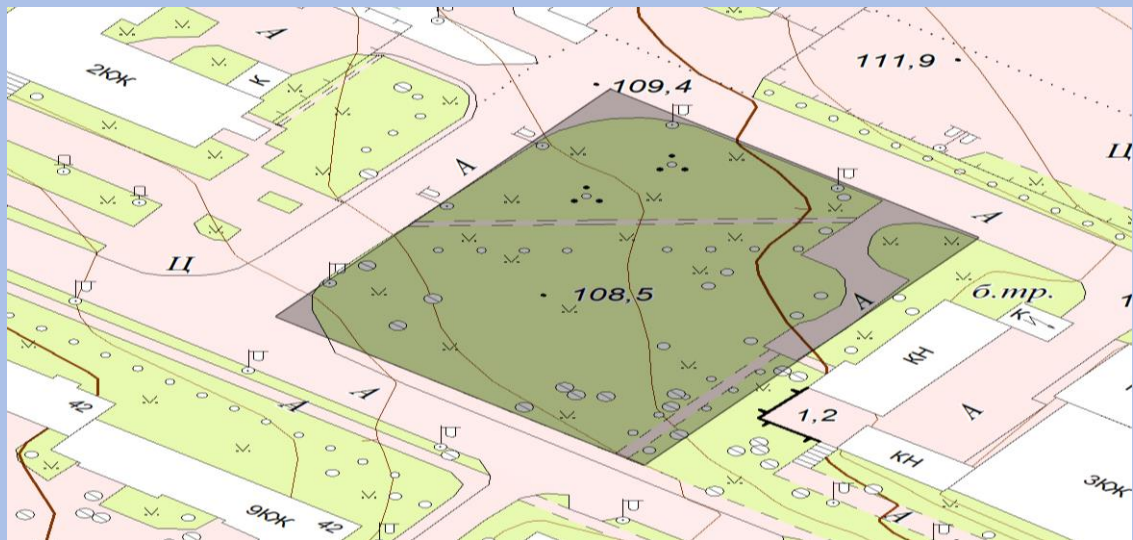 А
2КЖ
К
109,4
111,9
А
Ц
А
Ц
108,5
А
б.тр.
К
КН
А
1,2
А
42
А
КН
3КЖ
9КЖ
42
А